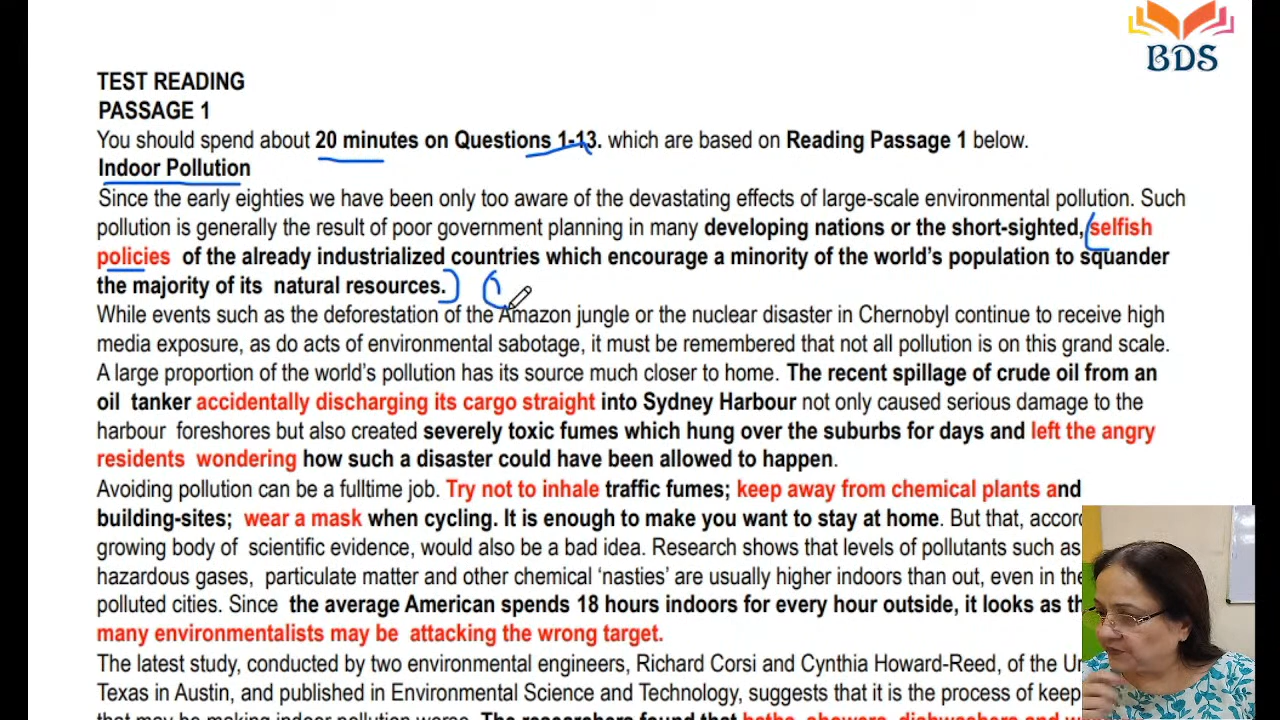 BDS
TEST READING
PASSAGE 1
You should spend about 20 minutes on Questions 1-13. which are based on Reading Passage 1 below.
Indoor Pollution
Since the early eighties we have been only too aware of the devastating effects of large-scale environmental pollution. Such
pollution is generally the result of poor government planning in many developing nations or the short-sighted, selfish
policies of the already industrialized countries which encourage a minority of the world's population to squander
the majority of its natural resources.
While events such as the deforestation of the Amazon jungle or the nuclear disaster in Chernobyl continue to receive high
media exposure, as do acts of environmental sabotage, it must be remembered that not all pollution is on this grand scale.
A large proportion of the world's pollution has its source much closer to home. The recent spillage of crude oil from an
oil tanker accidentally discharging its cargo straight into Sydney Harbour not only caused serious damage to the
harbour foreshores but also created severely toxic fumes which hung over the suburbs for days and left the angry
residents wondering how such a disaster could have been allowed to happen.
Avoiding pollution can be a fulltime job. Try not to inhale traffic fumes; keep away from chemical plants and
building-sites; wear a mask when cycling. It is enough to make you want to stay at home. But that,
growing body of scientific evidence, would also be a bad idea. Research shows that levels of pollutants such as
hazardous gases, particulate matter and other chemical 'nasties' are usually higher indoors than out, even in the
polluted cities. Since the average American spends 18 hours indoors for every hour outside, it looks as
many environmentalists may be attacking the wrong target.
The latest study, conducted by two environmental engineers, Richard Corsi and Cynthia Howard-Reed, of the
Texas in Austin, and published in Environmental Science and Technology, suggests that it is the process of
that may be making indoor pollution worse. The researchers found that baths, showers, dishwashers and